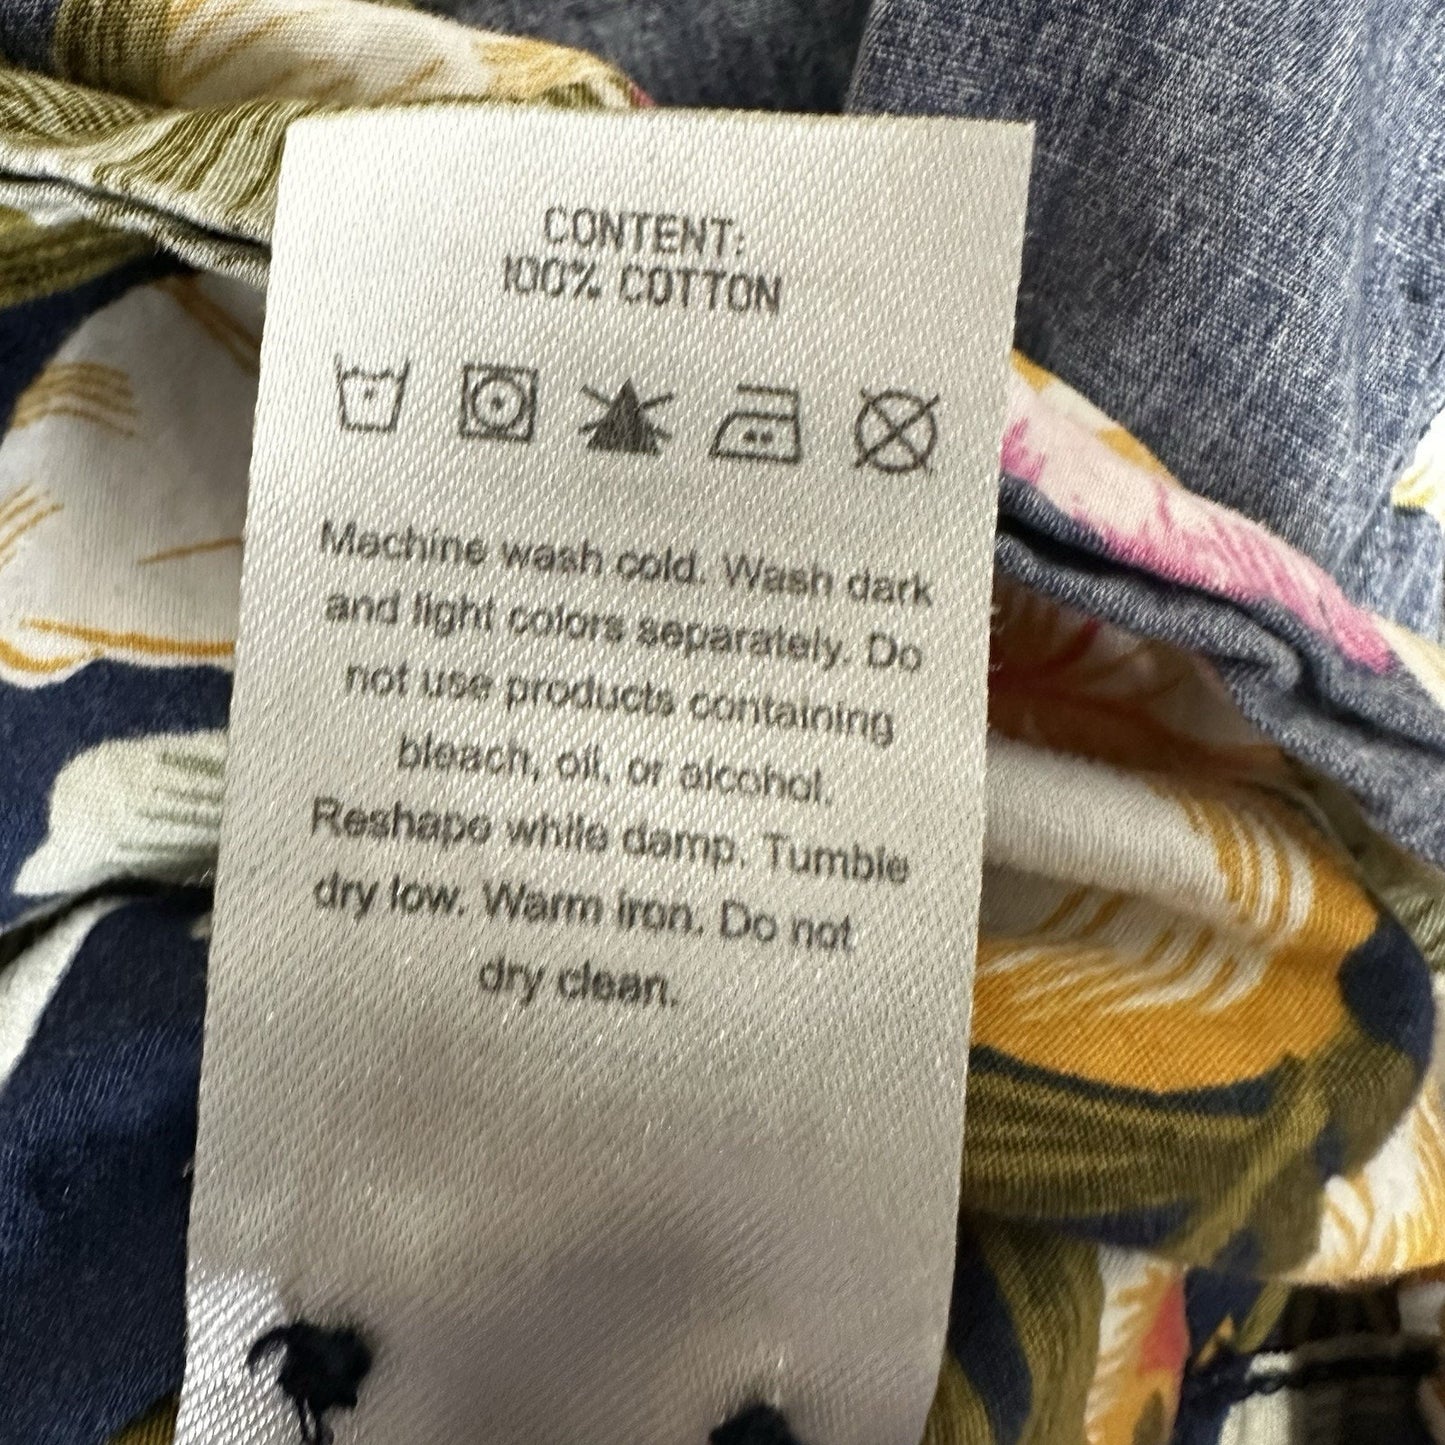 CONTENT:
100% COTTON
Machine wash cold. Wash dark
and light colors separately. Do
not use products containing
bleach, oil, or alcohol.
Reshape while damp. Tumble
dry low. Warm iron. Do not
dry clean.